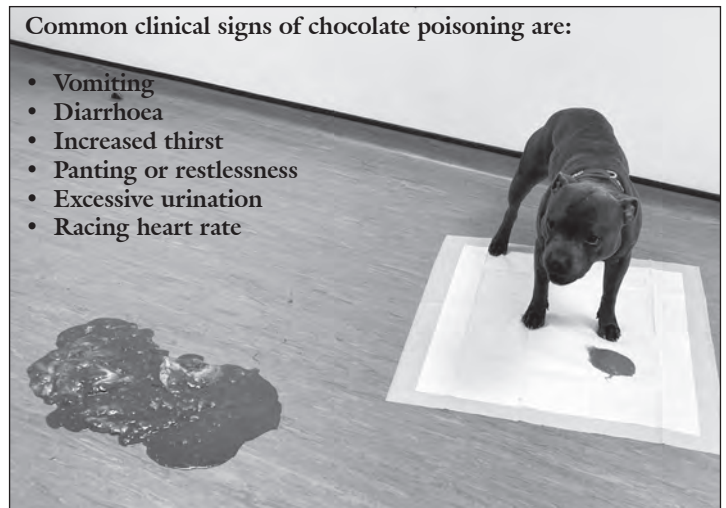 Common clinical signs of chocolate poisoning are:
• Vomiting
• Diarrhoea
• Increased thirst
• Panting or restlessness
• Excessive urination
• Racing heart rate